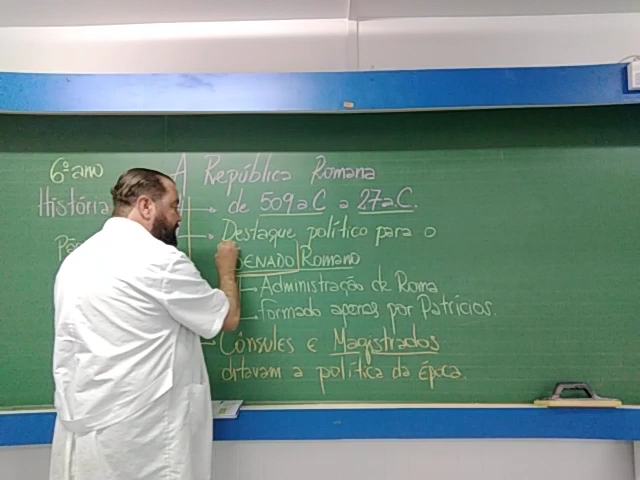 6º ano
História
A República Romana
de 509 a.C a 27 a.C.
Destaque político para o
SENADO Romano
Administração de Roma
Formado apenas por Patrícios.
Cônsules e Magistrados
ditavam a política da Época.